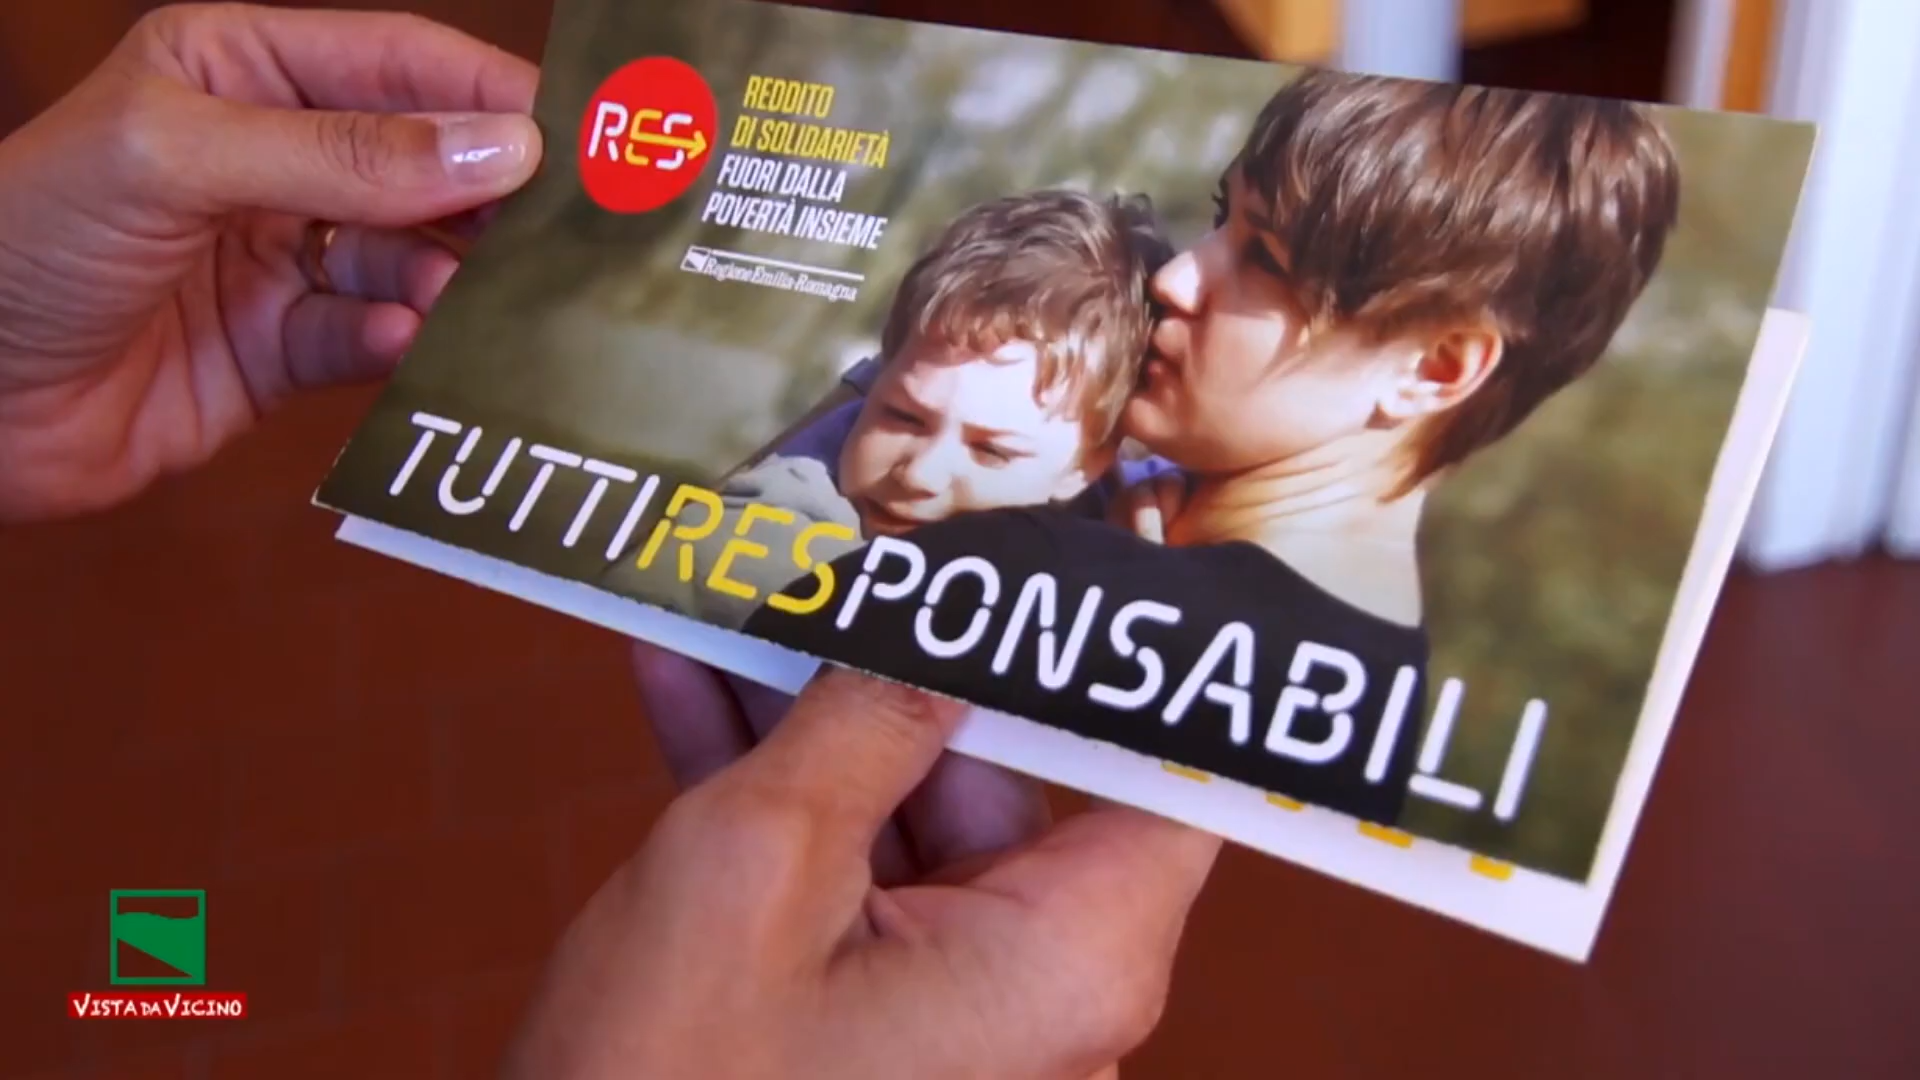 RES
REDDITO
DI SOLIDARIETÀ
FUORI DALLA
POVERTÀ INSIEME
Regione Emilia-Romagna
TUTTIRESPONSABILI
VISTA DA VICINO